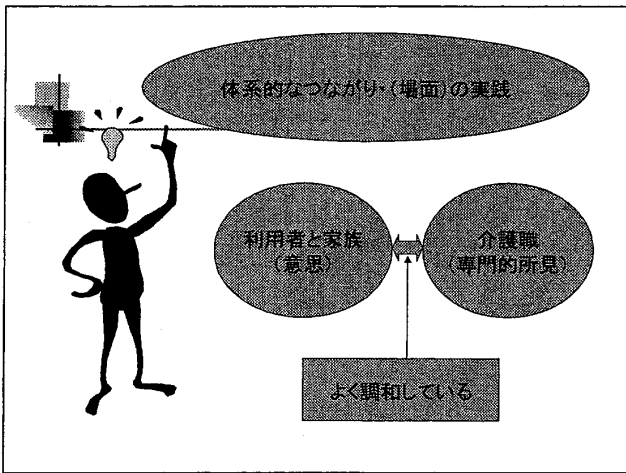 体系的なつながり・(場面)の実践
利用者と家族
(意思)
介護職
(専門的所見)
よく調和している